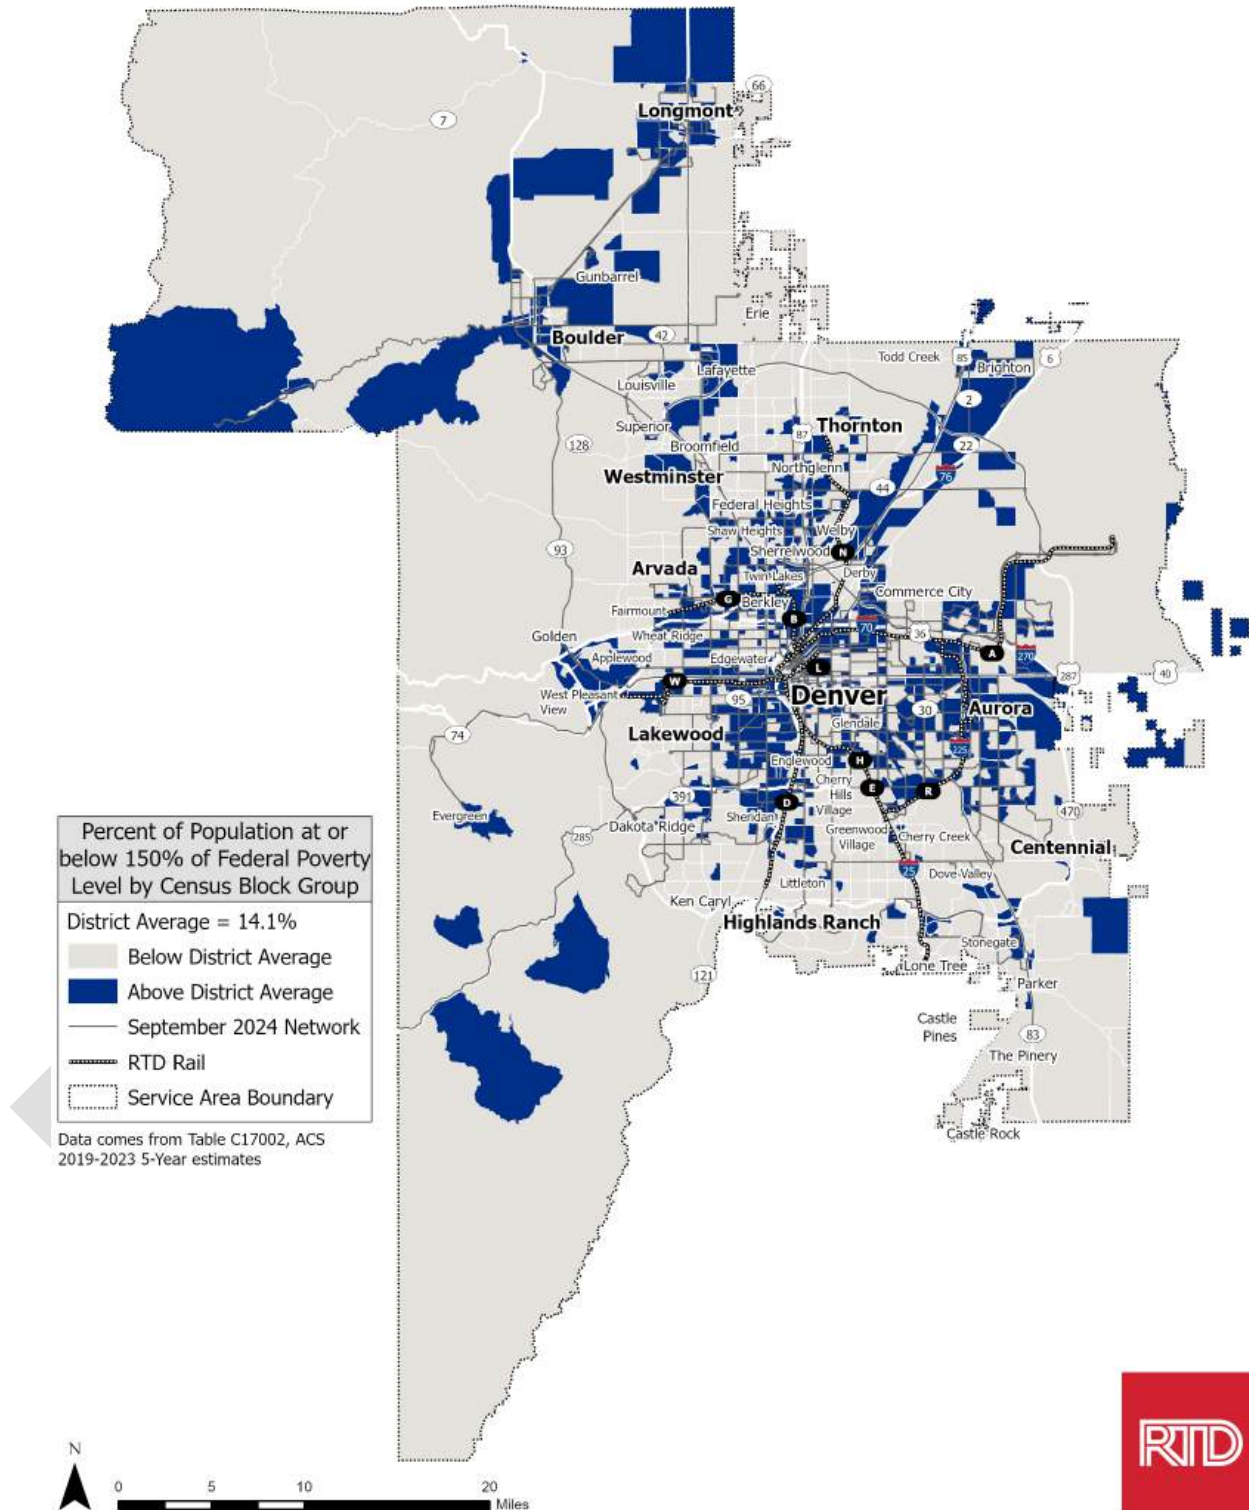 66
Longmont
7
Gunbarrel
Erie
Boulder
42
Todd Creek
85
6
Brighton
Lafayette
Louisville
2
Superior
87
Thornton
128
Broomfield
22
Northglenn
Westminster
76
44
Federal Heights
Shaw Heights
Welby
93
Sherrelwood
N
Arvada
Twin Lakes
Derby
Commerce City
G
Berkley
Fairmount
B
70
36
Golden
Wheat Ridge
A
270
Applewood
Edgewater
L
287
40
W
West Pleasant
View
95
Denver
30
Aurora
74
Lakewood
Glendale
225
Englewood
H
Cherry
Hills
Village
E
R
391
D
Evergreen
Sheridan
470
285
Dakota Ridge
Greenwood
Village
Cherry Creek
Centennial
25
Dove Valley
Littleton
Ken Caryl
Highlands Ranch
Stonegate
121
Lone Tree
Parker
Castle
Pines
83
The Pinery
Castle Rock
Percent of Population at or
below 150% of Federal Poverty
Level by Census Block Group
District Average = 14.1%
Below District Average
Above District Average
September 2024 Network
RTD Rail
Service Area Boundary
Data comes from Table C17002, ACS
2019-2023 5-Year estimates
N
0 5 10 20
Miles
RTD